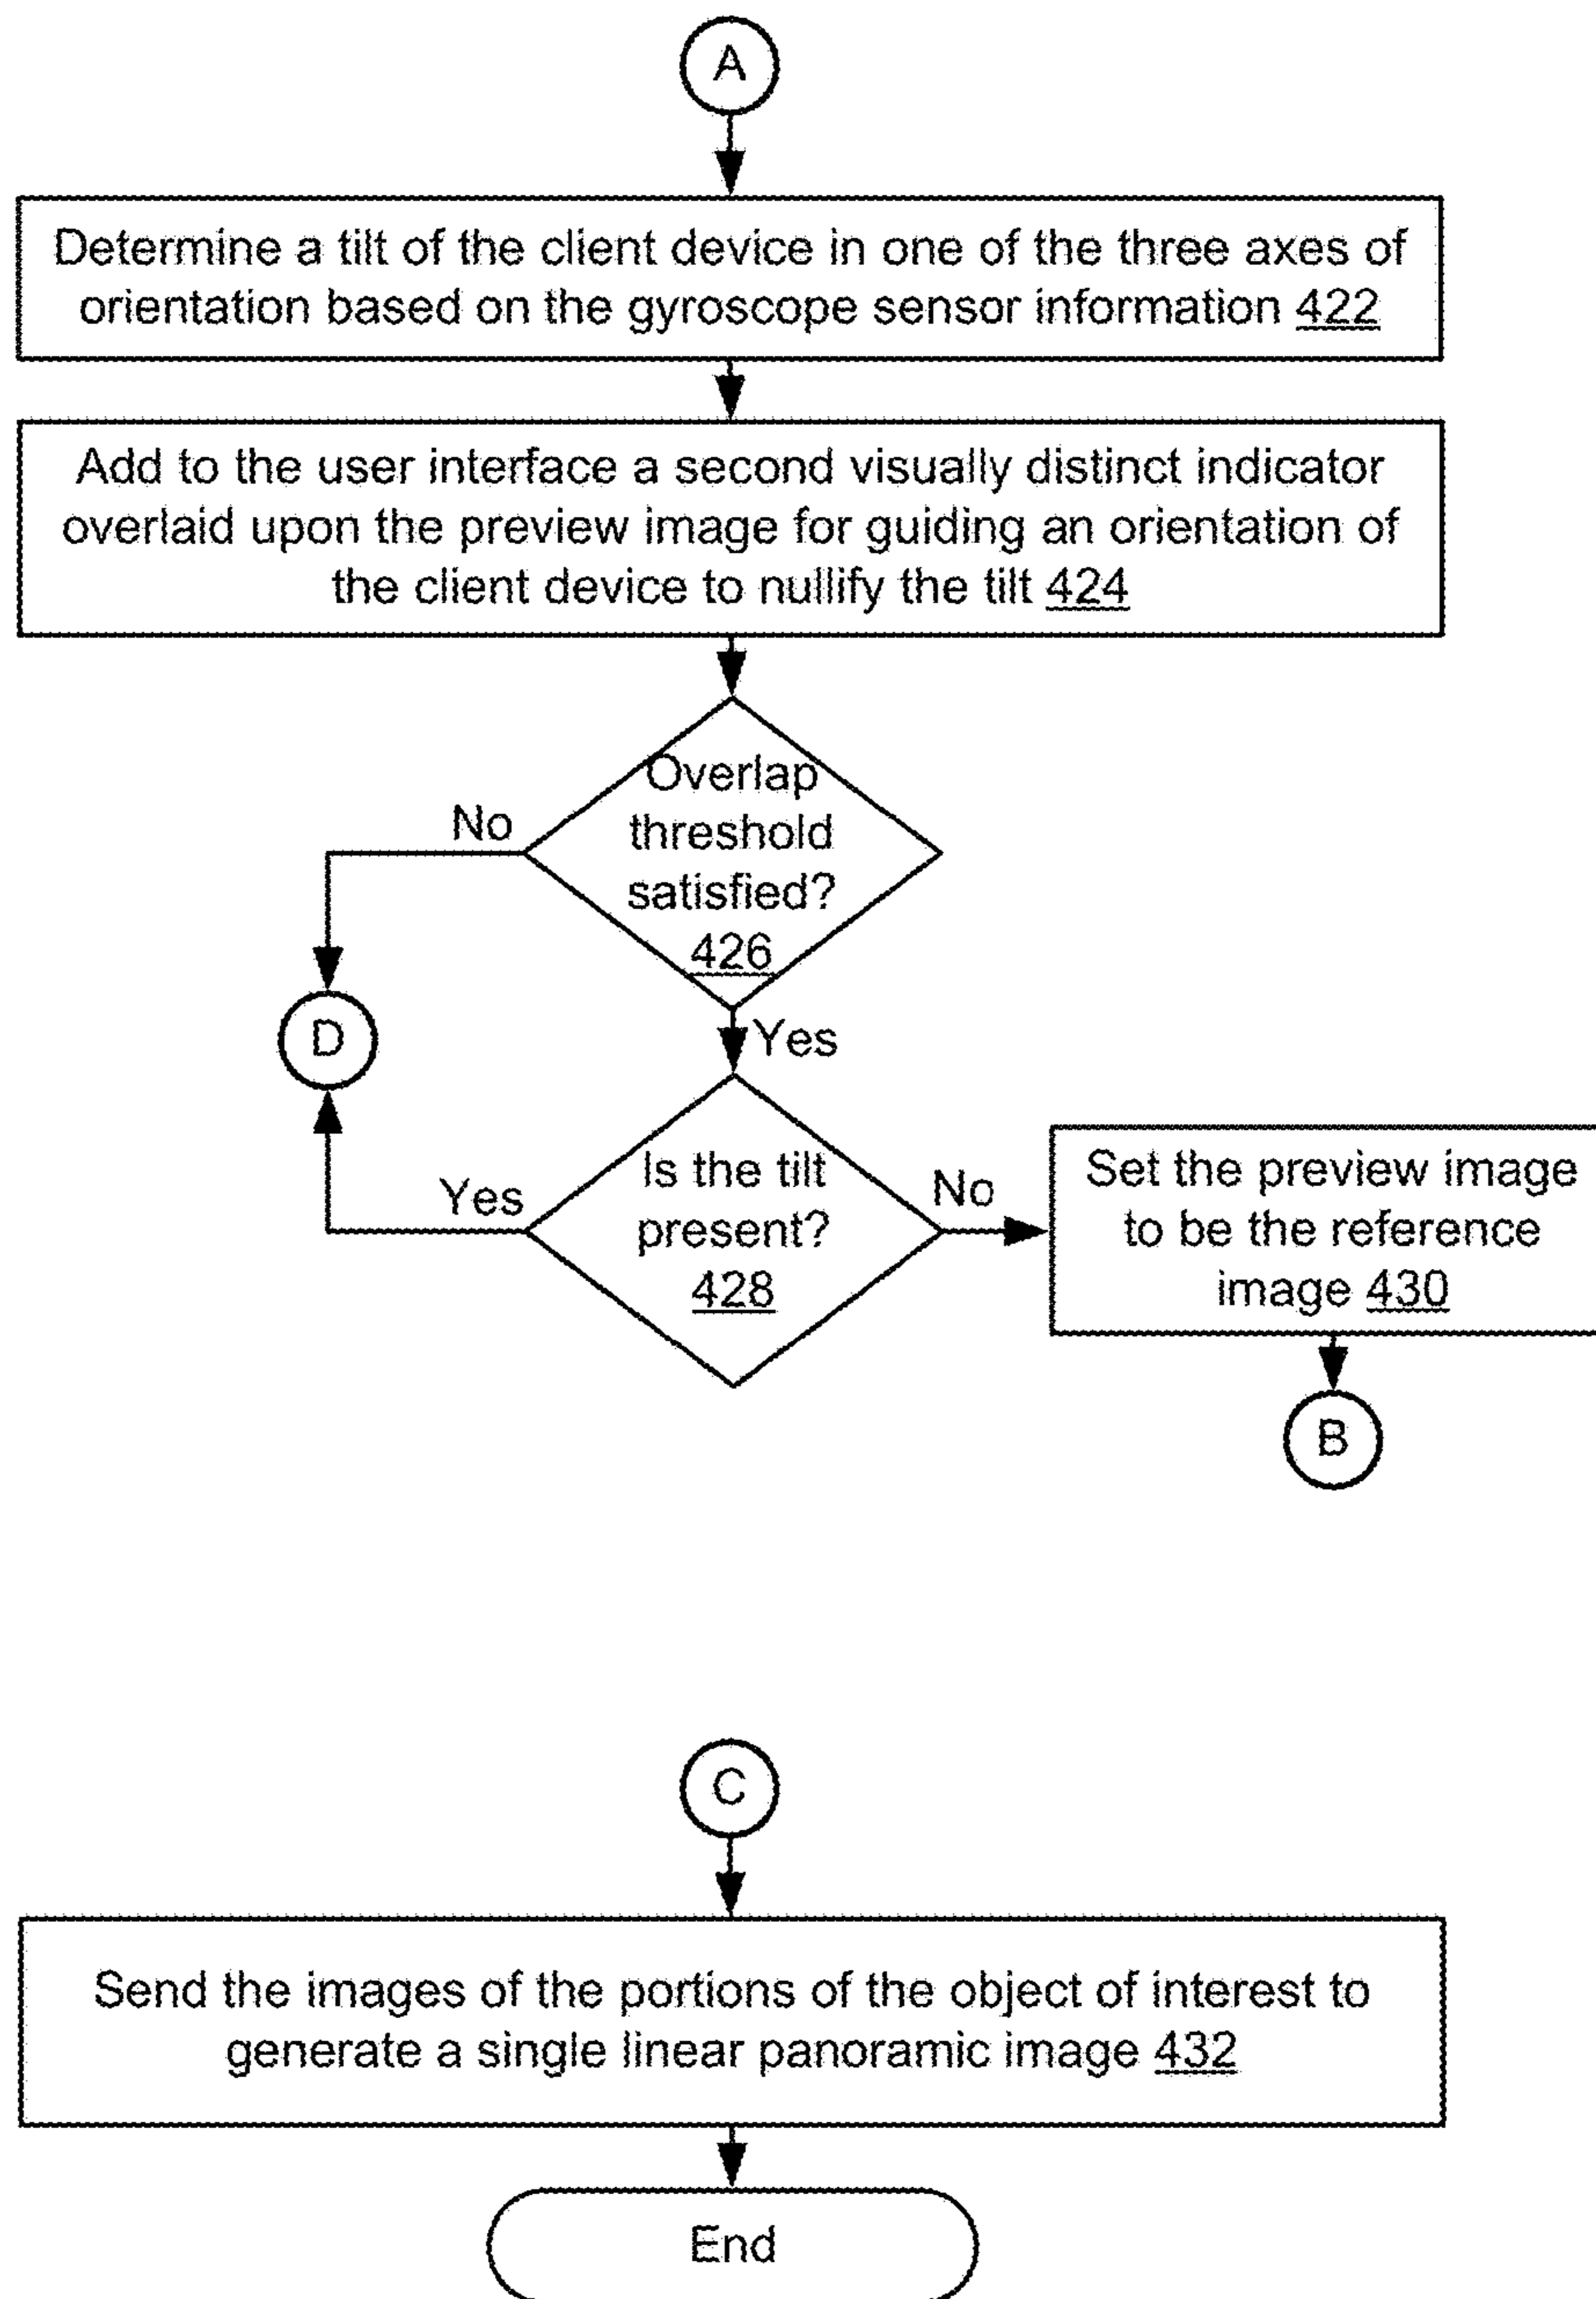 A
Determine a tilt of the client device in one of the three axes of
orientation based on the gyroscope sensor information 422
Add to the user interface a second visually distinct indicator
overlaid upon the preview image for guiding an orientation of
the client device to nullify the tilt 424
Overlap
threshold
satisfied?
426
No
D
Yes
Is the tilt
present?
428
Yes
No
Set the preview image
to be the reference
image 430
B
C
Send the images of the portions of the object of interest to
generate a single linear panoramic image 432
End